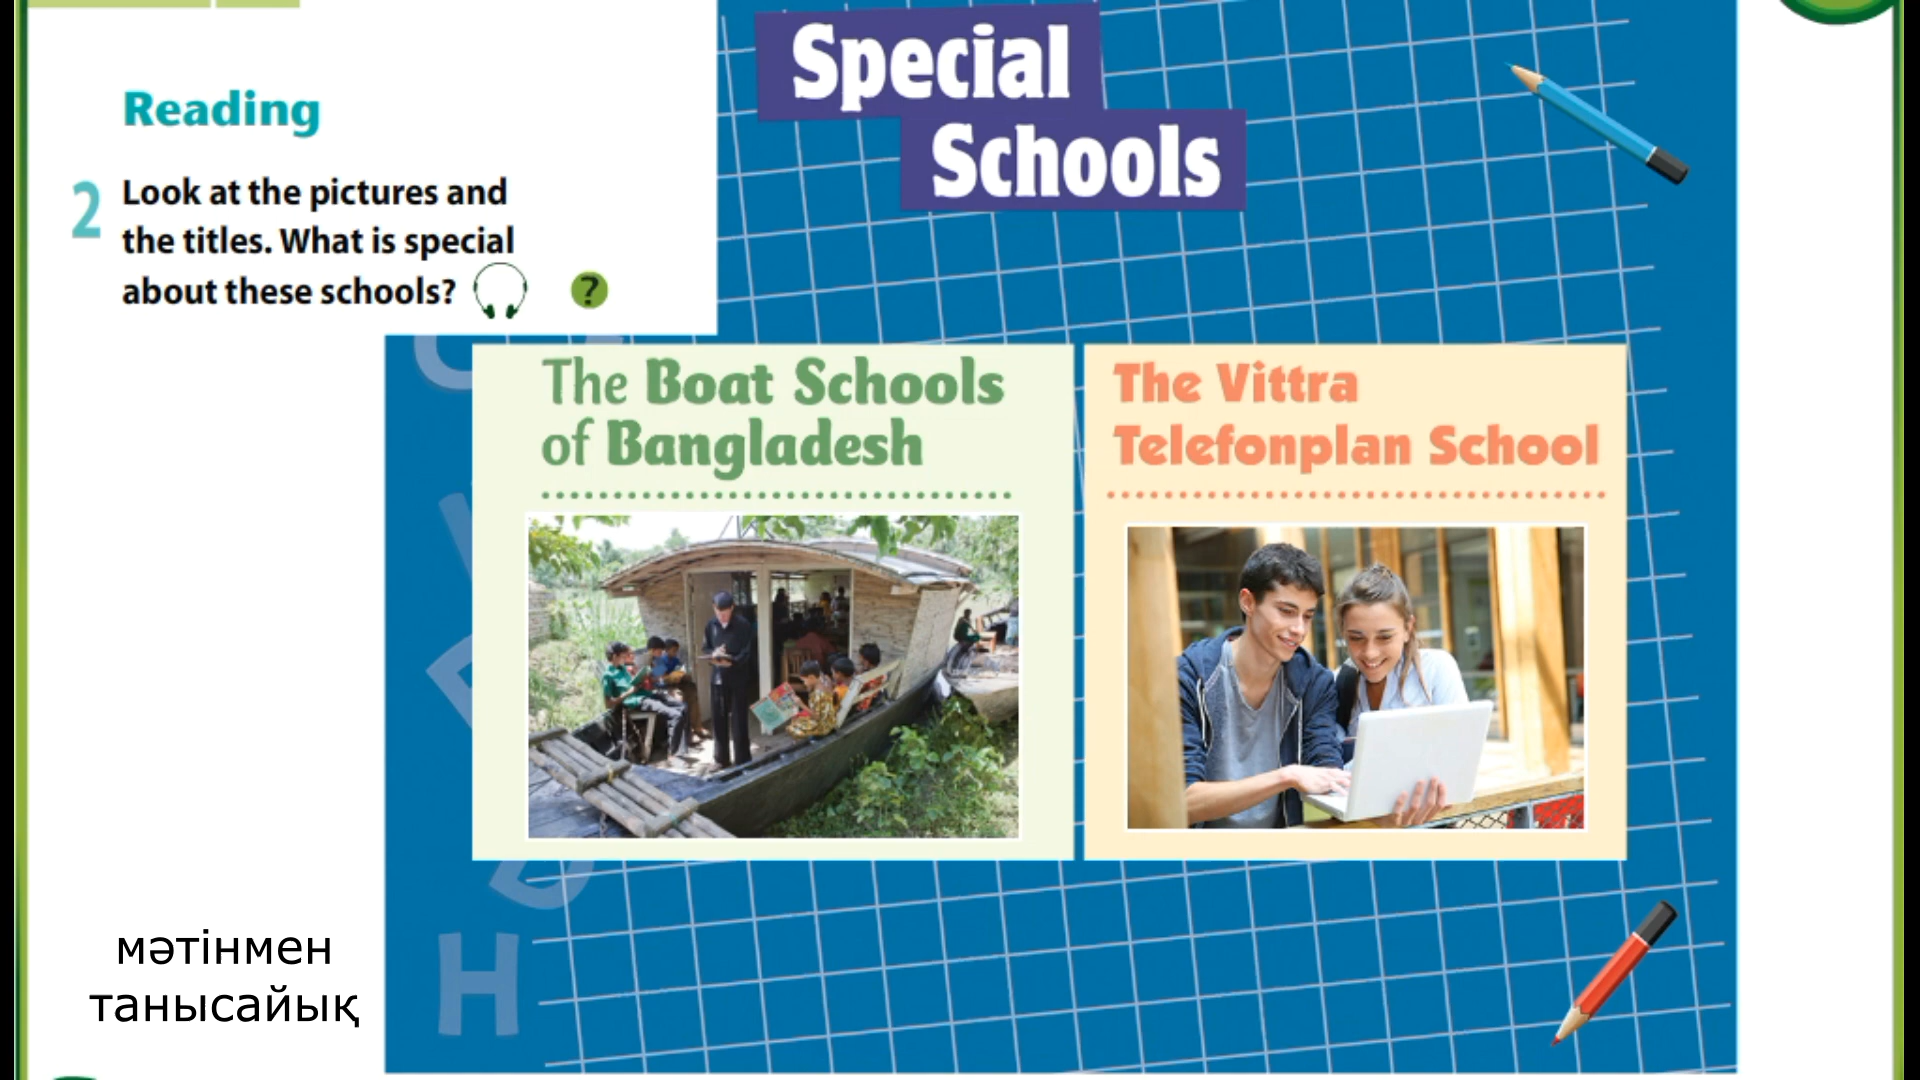 Special
Schools
Reading
2 Look at the pictures and
the titles. What is special
about these schools?
?
The Boat Schools
of Bangladesh
The Vittra
Telefonplan School
H
мәтінмен
танысайық